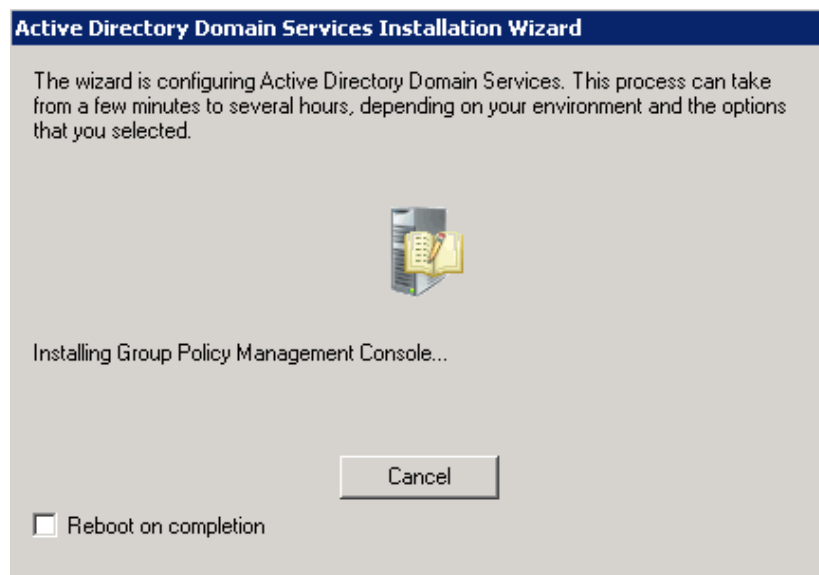 Active Directory Domain Services Installation Wizard
The wizard is configuring Active Directory Domain Services. This process can take
from a few minutes to several hours, depending on your environment and the options
that you selected.
Installing Group Policy Management Console...
Cancel
Reboot on completion